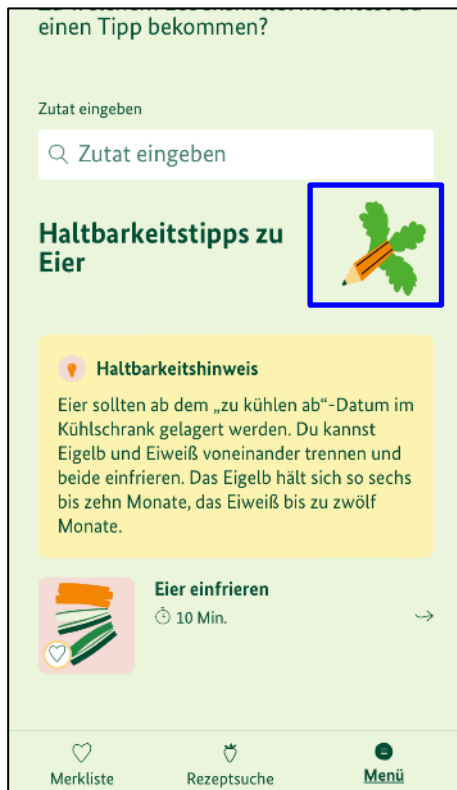 einen Tipp bekommen?
Zutat eingeben
Zutat eingeben
Haltbarkeitstipps zu
Eier
Haltbarkeitshinweis
Eier sollten ab dem „zu kühlen ab“-Datum im
Kühlschrank gelagert werden. Du kannst
Eigelb und Eiweiß voneinander trennen und
beide einfrieren. Das Eigelb hält sich so sechs
bis zehn Monate, das Eiweiß bis zu zwölf
Monate.
Eier einfrieren
10 Min.
Merkliste
Rezeptsuche
Menü